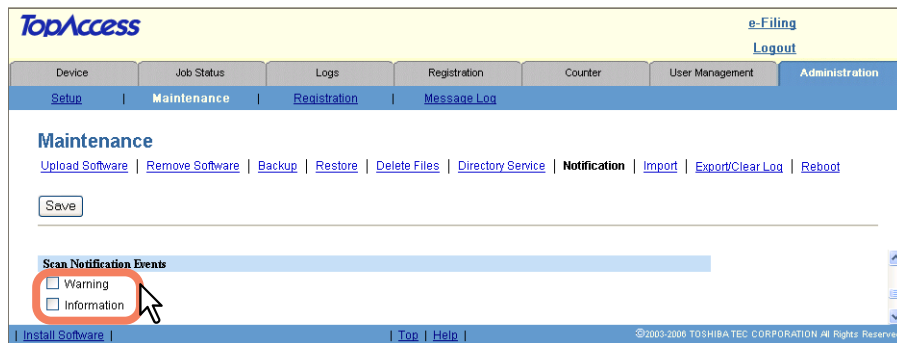 TopAccess
e-Filing
Logout
Device Job Status Logs Registration Counter User Management Administration
Setup | Maintenance | Registration | Message Log
Maintenance
Upload Software | Remove Software | Backup | Restore | Delete Files | Directory Service | Notification | Import | Export/Clear Log | Reboot
Save
Scan Notification Events
Warning
Information
| Install Software | | Top | Help | ©2003-2006 TOSHIBA TEC CORPORATION All Rights Reserve